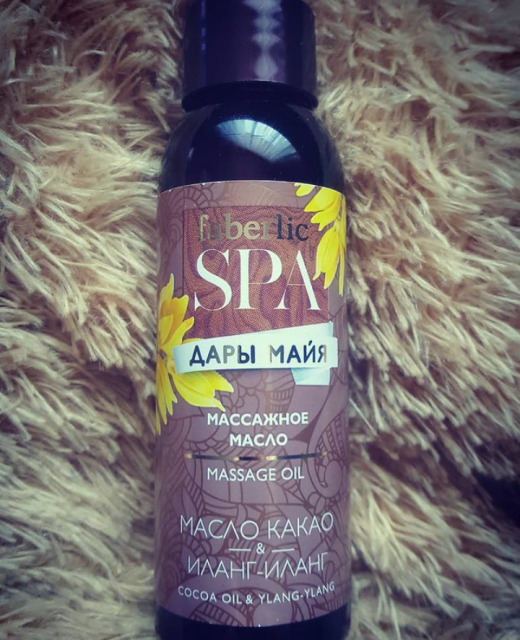 faberlic
SPA
ДАРЫ МАЙЯ
МАССАЖНОЕ
МАСЛО
MASSAGE OIL
МАСЛО КАКАО
&
ИЛАНГ-ИЛАНГ
COCOA OIL & YLANG-YLANG